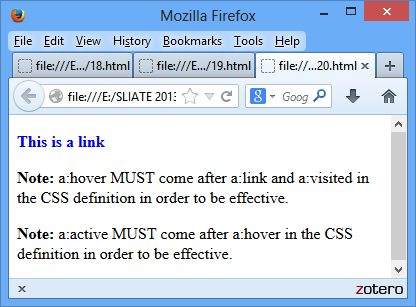 Mozilla Firefox
File Edit View History Bookmarks Tools Help
file:///E.../18.html file:///E.../19.html file://...20.html
file:///E:/SLIATE 2013 Goog
This is a link
Note: a:hover MUST come after a:link and a:visited in
the CSS definition in order to be effective.
Note: a:active MUST come after a:hover in the CSS
definition in order to be effective.
zotero